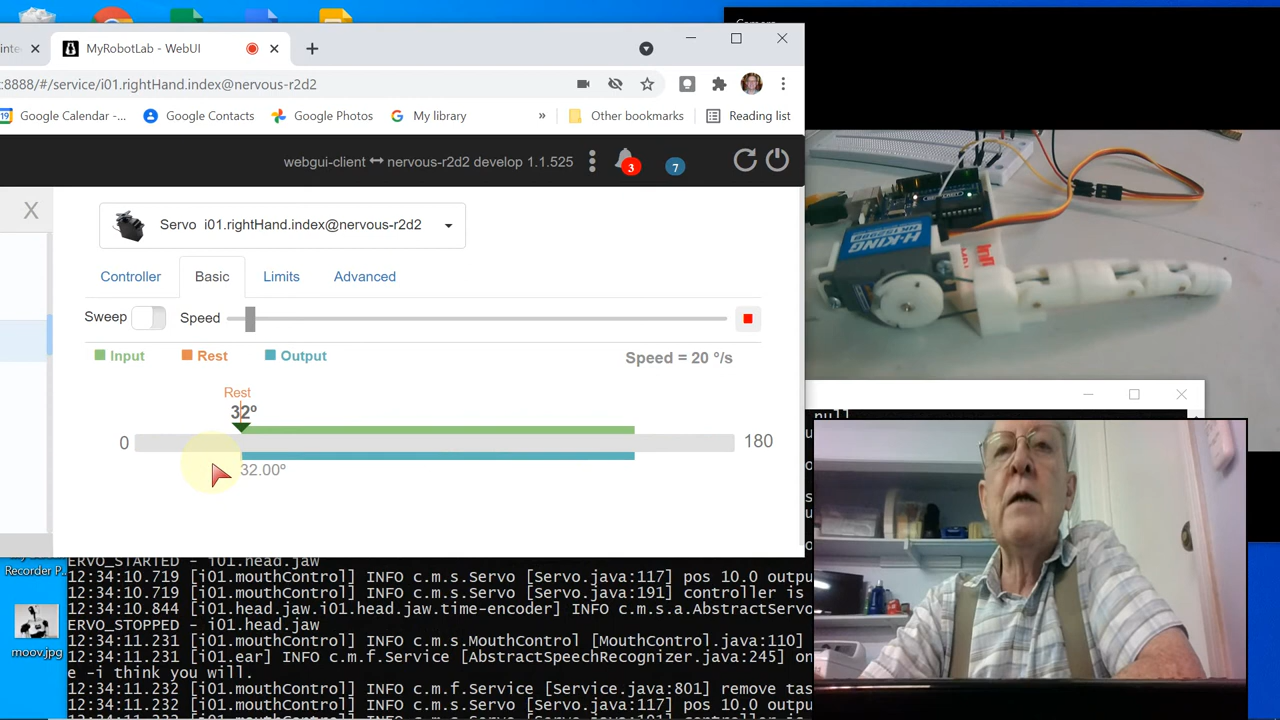 MyRobotLab - WebUI
:8888/#/service/i01.rightHand.index@nervous-r2d2
Google Calendar -...
Google Contacts
Google Photos
My library
»
Other bookmarks
Reading list
webgui-client nervous-r2d2 develop 1.1.525
3
7
X
Servo i01.rightHand.index@nervous-r2d2
Controller
Basic
Limits
Advanced
Sweep
Speed
Input
Rest
Output
Speed = 20 °/s
Rest
32º
0
180
32.00º
H-KING
null
Recorder P...
moov.jpg
ERVO_STARTED - i01.head.jaw
12:34:10.719 [i01.mouthControl] INFO c.m.s.Servo [Servo.java:117] pos 10.0 outpu
12:34:10.719 [i01.mouthControl] INFO c.m.s.Servo [Servo.java:191] controller is
12:34:10.844 [i01.head.jaw.i01.head.jaw.time-encoder] INFO c.m.s.a.AbstractServo
ERVO_STOPPED - i01.head.jaw
12:34:11.231 [i01.mouthControl] INFO c.m.s.MouthControl [MouthControl.java:110]
12:34:11.231 [i01.ear] INFO c.m.f.Service [AbstractSpeechRecognizer.java:245] on
e -i think you will.
12:34:11.232 [i01.mouthControl] INFO c.m.f.Service [Service.java:801] remove tas
12:34:11.232 [i01.mouthControl] INFO c.m.s.Servo [Servo.java:117] pos 10.0 outpu